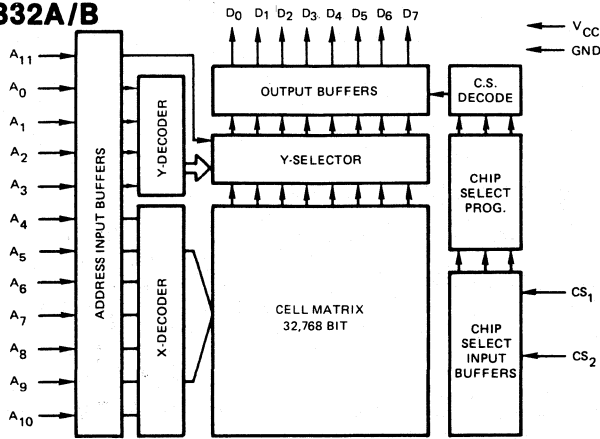 332A/B
D0 D1 D2 D3 D4 D5 D6 D7
VCC
GND
A11
A0
A1
A2
A3
A4
A5
A6
A7
A8
A9
A10
ADDRESS INPUT BUFFERS
Y-DECODER
X-DECODER
OUTPUT BUFFERS
Y-SELECTOR
CELL MATRIX
32,768 BIT
C.S.
DECODE
CHIP
SELECT
PROG.
CHIP
SELECT
INPUT
BUFFERS
CS1
CS2